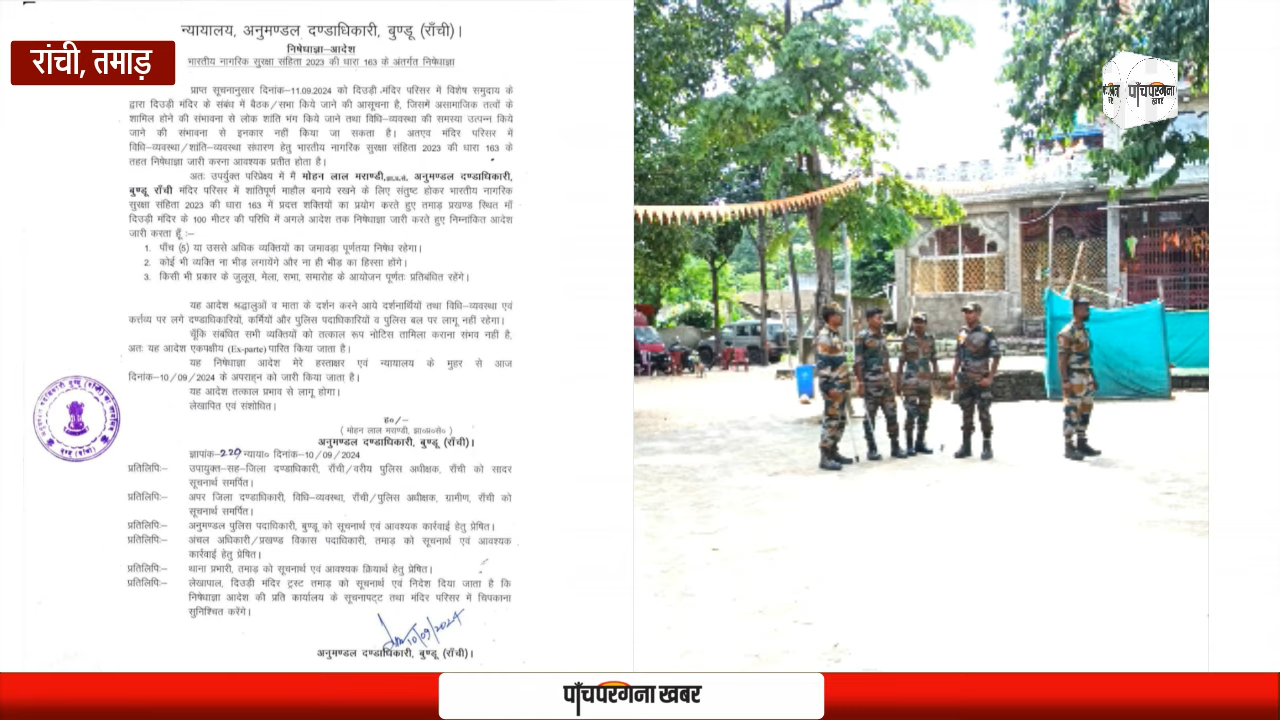 न्यायालय, अनुमण्डल दण्डाधिकारी, बुण्डू (राँची)।
निषेधाज्ञा–आदेश
भारतीय नागरिक सुरक्षा संहिता 2023 की धारा 163 के अंतर्गत निषेधाज्ञा
रांची, तमाड़
प्राप्त सूचनानुसार दिनांक–11.09.2024 को दिउड़ी मंदिर परिसर में विशेष समुदाय के
द्वारा दिउड़ी मंदिर के संबंध में बैठक/सभा किये जाने की आसूचना है, जिसमें असामाजिक तत्वों के
शामिल होने की संभावना से लोक शांति भंग किये जाने तथा विधि–व्यवस्था की समस्या उत्पन्न किये
जाने की संभावना से इनकार नहीं किया जा सकता है। अतएव मंदिर परिसर में
विधि–व्यवस्था/शांति–व्यवस्था संधारण हेतु भारतीय नागरिक सुरक्षा संहिता 2023 की धारा 163 के
तहत निषेधाज्ञा जारी करना आवश्यक प्रतीत होता है।
अतः उपर्युक्त परिप्रेक्ष्य में मैं मोहन लाल मराण्डी,झा.प्र.से. अनुमण्डल दण्डाधिकारी,
बुण्डू राँची मंदिर परिसर में शांतिपूर्ण माहौल बनाये रखने के लिए संतुष्ट होकर भारतीय नागरिक
सुरक्षा संहिता 2023 की धारा 163 में प्रदत्त शक्तियों का प्रयोग करते हुए तमाड़ प्रखण्ड स्थित माँ
दिउड़ी मंदिर के 100 मीटर की परिधि में अगले आदेश तक निषेधाज्ञा जारी करते हुए निम्नांकित आदेश
जारी करता हूँ :–
1. पाँच (5) या उससे अधिक व्यक्तियों का जमावड़ा पूर्णतया निषेध रहेगा।
2. कोई भी व्यक्ति ना भीड़ लगायेंगे और ना ही भीड़ का हिस्सा होंगे।
3. किसी भी प्रकार के जुलूस, मेला, सभा, समारोह के आयोजन पूर्णतः प्रतिबंधित रहेंगे।
यह आदेश श्रद्धालुओं व माता के दर्शन करने आये दर्शनार्थियों तथा विधि–व्यवस्था एवं
कर्त्तव्य पर लगे दण्डाधिकारियों, कर्मियों और पुलिस पदाधिकारियों व पुलिस बल पर लागू नहीं रहेगा।
चूँकि संबंधित सभी व्यक्तियों को तत्काल रूप नोटिस तामिला कराना संभव नहीं है,
अतः यह आदेश एकपक्षीय (Ex-parte) पारित किया जाता है।
यह निषेधाज्ञा आदेश मेरे हस्ताक्षर एवं न्यायालय के मुहर से आज
दिनांक–10/09/2024 के अपराहन को जारी किया जाता है।
यह आदेश तत्काल प्रभाव से लागू होगा।
लेखापित एवं संशोधित।
ह०/–
( मोहन लाल मराण्डी, झा०प्र०से० )
अनुमण्डल दण्डाधिकारी, बुण्डू (राँची)।
ज्ञापांक–229 न्याया० दिनांक–10/09/2024
प्रतिलिपिः– उपायुक्त–सह–जिला दण्डाधिकारी, राँची/वरीय पुलिस अधीक्षक, राँची को सादर
सूचनार्थ समर्पित।
प्रतिलिपिः– अपर जिला दण्डाधिकारी, विधि–व्यवस्था, राँची/पुलिस अधीक्षक, ग्रामीण, राँची को
सूचनार्थ समर्पित।
प्रतिलिपिः– अनुमण्डल पुलिस पदाधिकारी, बुण्डू को सूचनार्थ एवं आवश्यक कार्रवाई हेतु प्रेषित।
प्रतिलिपिः– अंचल अधिकारी/प्रखण्ड विकास पदाधिकारी, तमाड़ को सूचनार्थ एवं आवश्यक
कार्रवाई हेतु प्रेषित।
प्रतिलिपिः– थाना प्रभारी, तमाड़ को सूचनार्थ एवं आवश्यक क्रियार्थ हेतु प्रेषित।
प्रतिलिपिः– लेखापाल, दिउड़ी मंदिर ट्रस्ट तमाड़ को सूचनार्थ एवं निदेश दिया जाता है कि
निषेधाज्ञा आदेश की प्रति कार्यालय के सूचनापट्ट तथा मंदिर परिसर में चिपकाना
सुनिश्चित करेंगे।
10/09/2024
अनुमण्डल दण्डाधिकारी, बुण्डू (राँची)।
पाँचपरगना
खबर
पाँचपरगना खबर